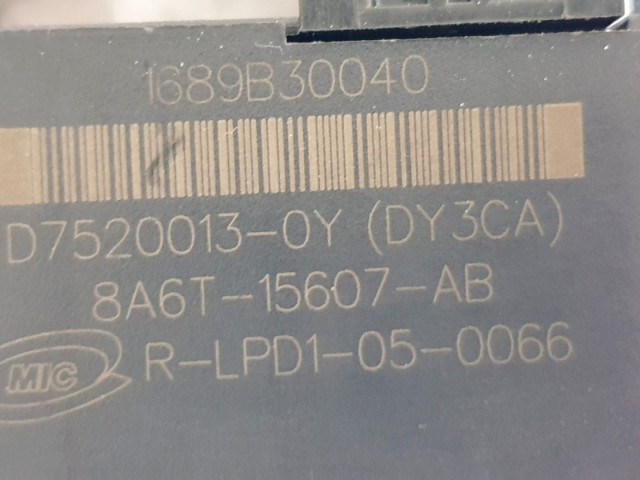 1689B30040
D7520013-0Y (DY3CA)
8A6T-15607-AB
MIC R-LPD1-05-0066